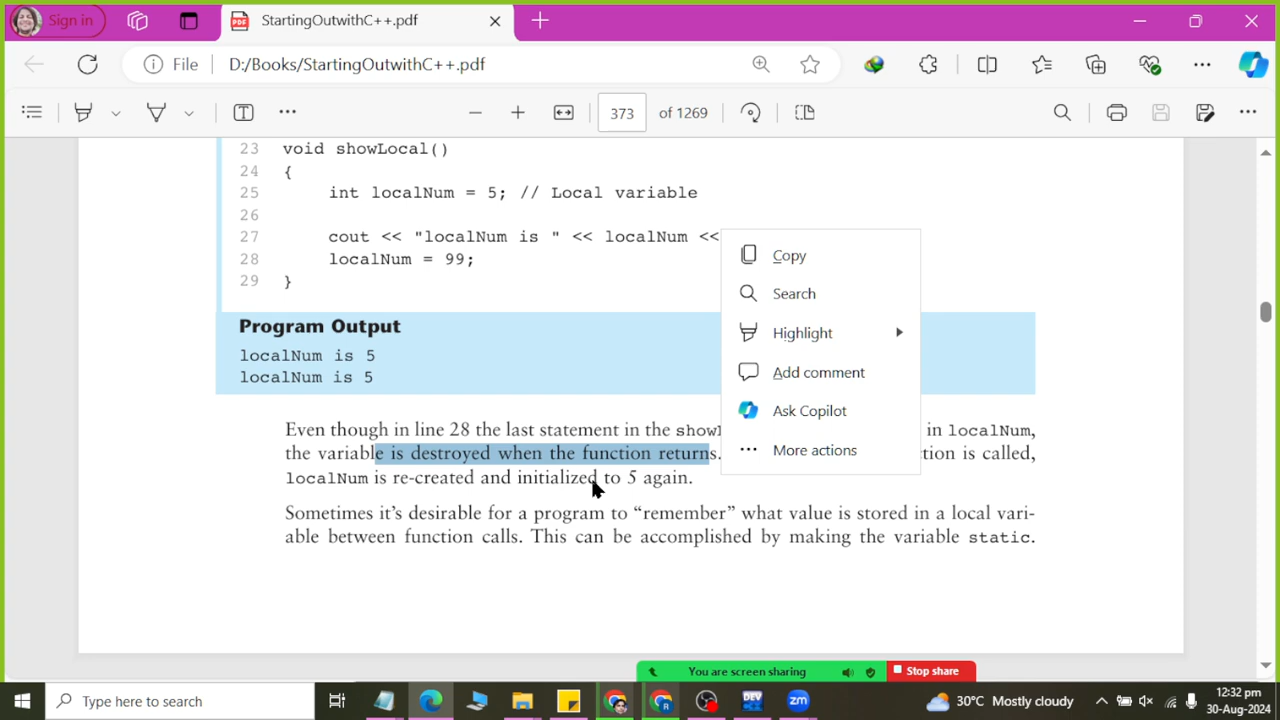 Sign in
StartingOutwithC++.pdf
File
D:/Books/StartingOutwithC++.pdf
373 of 1269
23 void showLocal()
24 {
25 int localNum = 5; // Local variable
26
27 cout << "localNum is " << localNum <<
28 localNum = 99;
29 }
Copy
Search
Highlight
Add comment
Ask Copilot
More actions
Program Output
localNum is 5
localNum is 5
Even though in line 28 the last statement in the in localNum,
the variable is destroyed when the function returns. is called,
localNum is re-created and initialized to 5 again.
Sometimes it's desirable for a program to “remember” what value is stored in a local vari-
able between function calls. This can be accomplished by making the variable static.
You are screen sharing
Stop share
Type here to search
DEV
zm
30°C Mostly cloudy
12:32 pm
30-Aug-2024